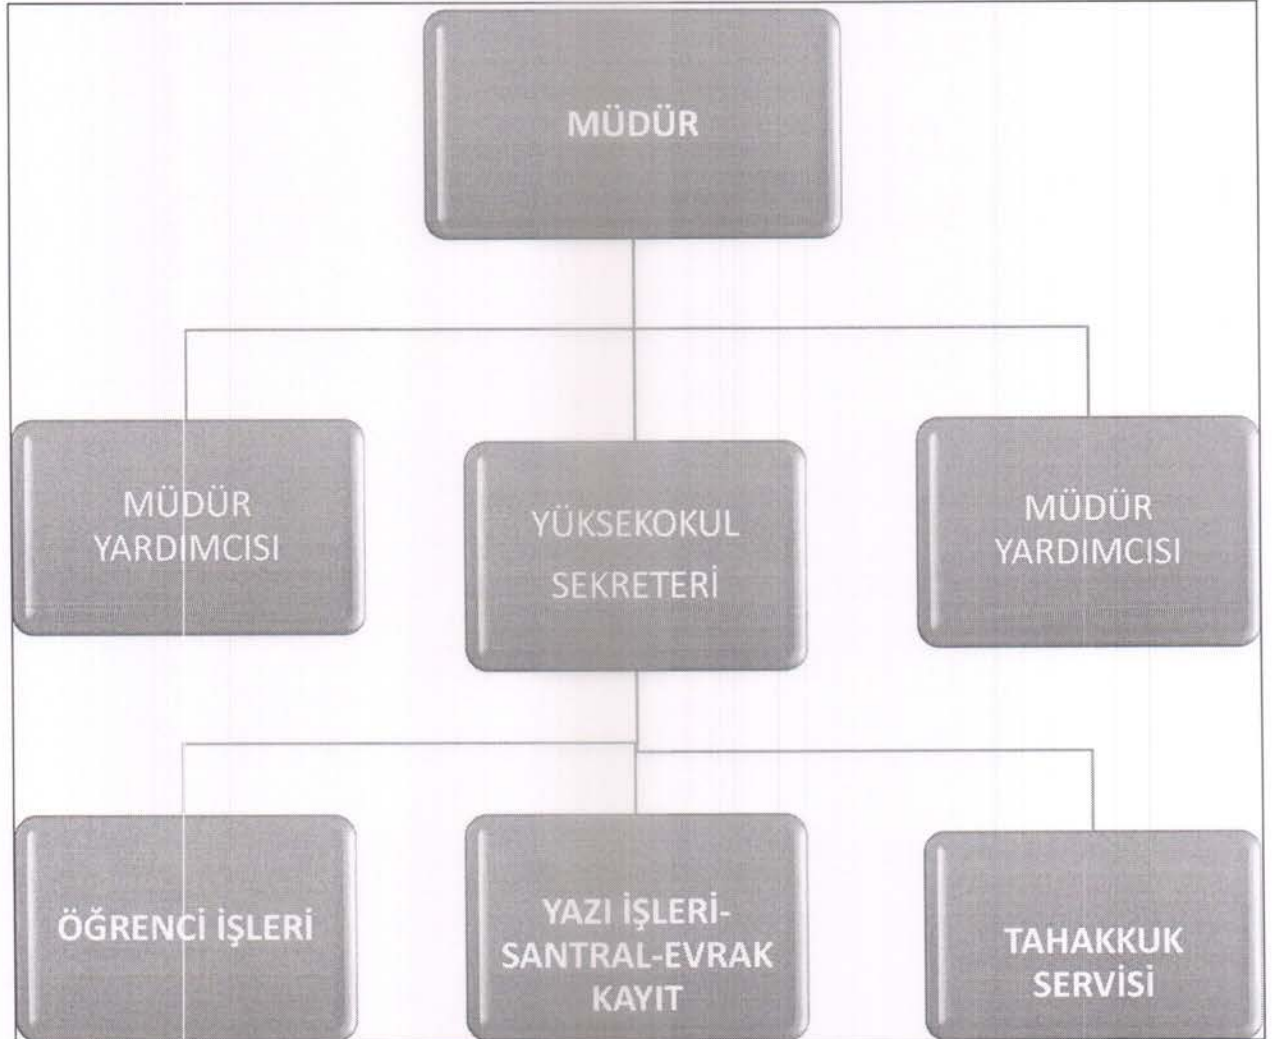 MÜDÜR
MÜDÜR
YARDIMCISI
YÜKSEKOKUL
SEKRETERİ
MÜDÜR
YARDIMCISI
ÖĞRENCİ İŞLERİ
YAZI İŞLERİ-
SANTRAL-EVRAK
KAYIT
TAHAKKUK
SERVİSİ